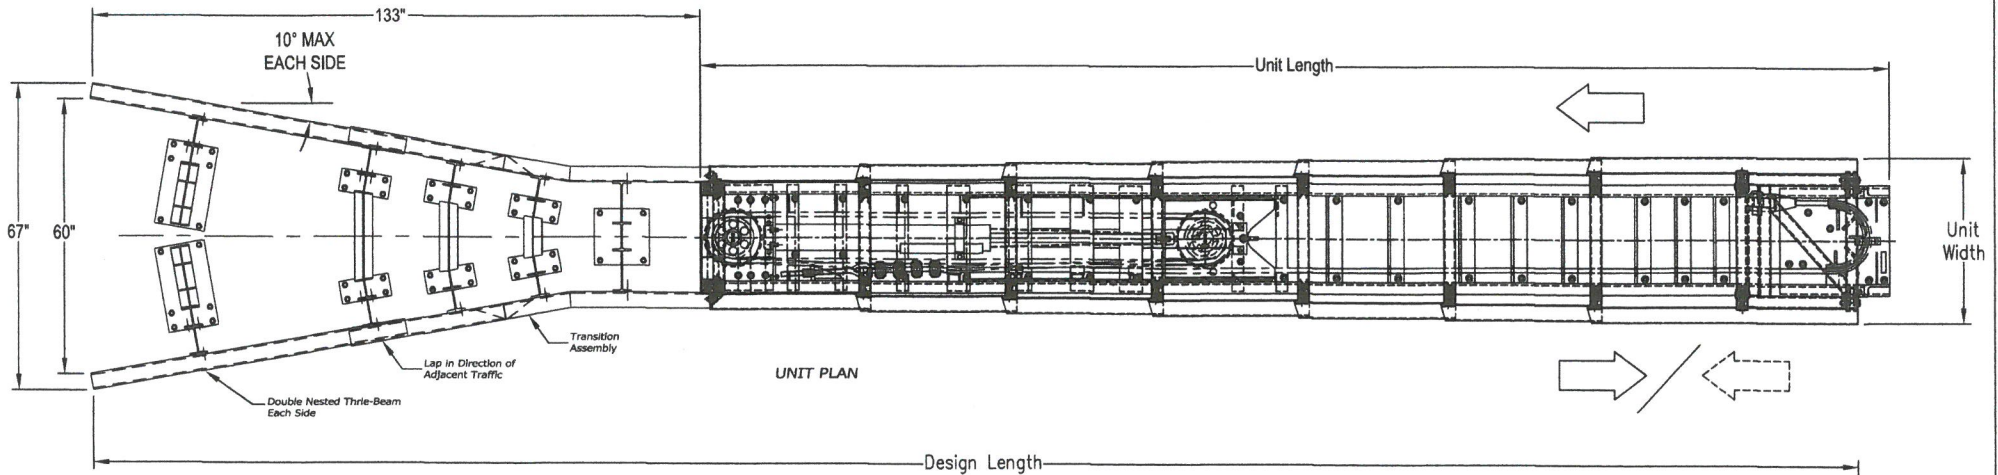 133"
10° MAX
EACH SIDE
Unit Length
67"
60"
Unit
Width
Transition
Assembly
Lap in Direction of
Adjacent Traffic
UNIT PLAN
Double Nested Thrie-Beam
Each Side
Design Length